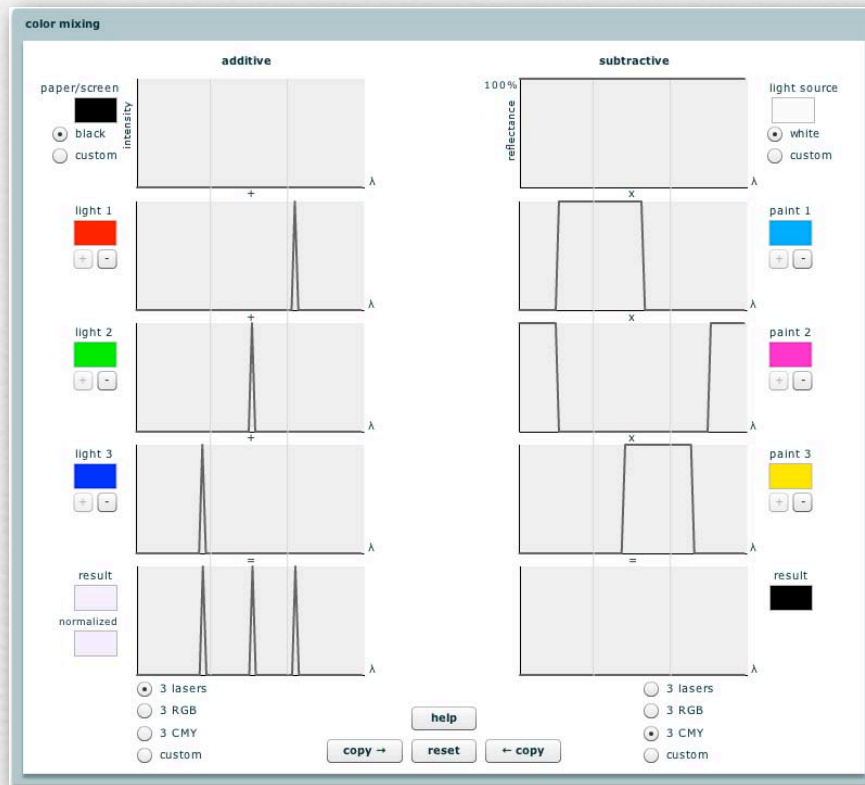 color mixing
additive
paper/screen
black
custom
intensity
λ
+
light 1
+ -
λ
+
light 2
+ -
λ
+
light 3
+ -
λ
=
result
normalized
λ
3 lasers
3 RGB
3 CMY
custom
subtractive
100%
reflectance
light source
white
custom
λ
x
paint 1
+ -
λ
x
paint 2
+ -
λ
x
paint 3
+ -
λ
=
result
λ
3 lasers
3 RGB
3 CMY
custom
help
copy → reset ← copy